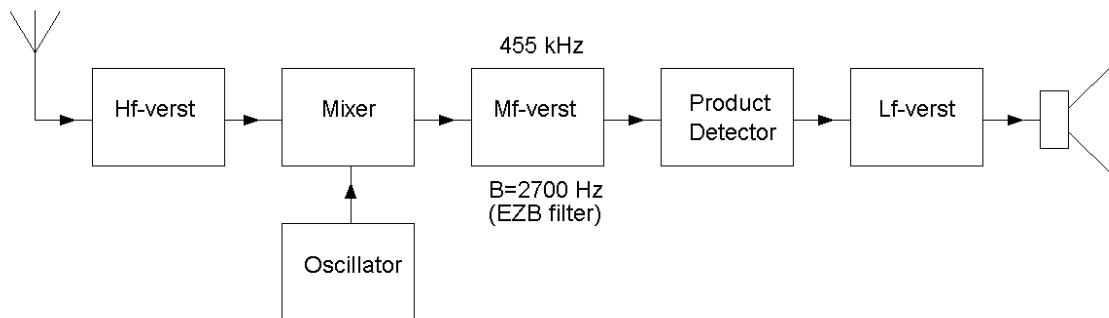 455 kHz
Hf-verst
Mixer
Mf-verst
Product
Detector
Lf-verst
B=2700 Hz
(EZB filter)
Oscillator